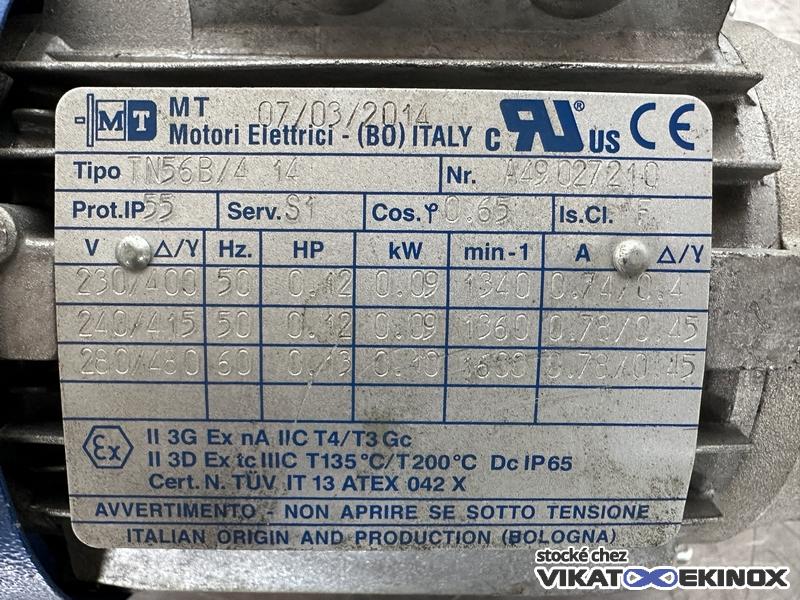 MT
MT 07/03/2014
Motori Elettrici - (BO) ITALY c RU® US CE
Tipo TN56B/4 14 Nr. A49027210
Prot.IP 55 Serv. S1 Cos.φ 0.65 Is.Cl. F
V Δ/Y Hz. HP kW min-1 A Δ/Y
230/400 50 0.12 0.09 1340 0.74/0.4
240/415 50 0.12 0.09 1360 0.78/0.45
280/480 60 0.13 0.10 1600 0.78/0.45
Ex II 3G Ex nA IIC T4/T3 Gc
II 3D Ex tc IIIC T135°C/T200°C Dc IP65
Cert. N. TÜV IT 13 ATEX 042 X
AVVERTIMENTO - NON APRIRE SE SOTTO TENSIONE
ITALIAN ORIGIN AND PRODUCTION (BOLOGNA)
stocké chez
VIKATOOEKINOX